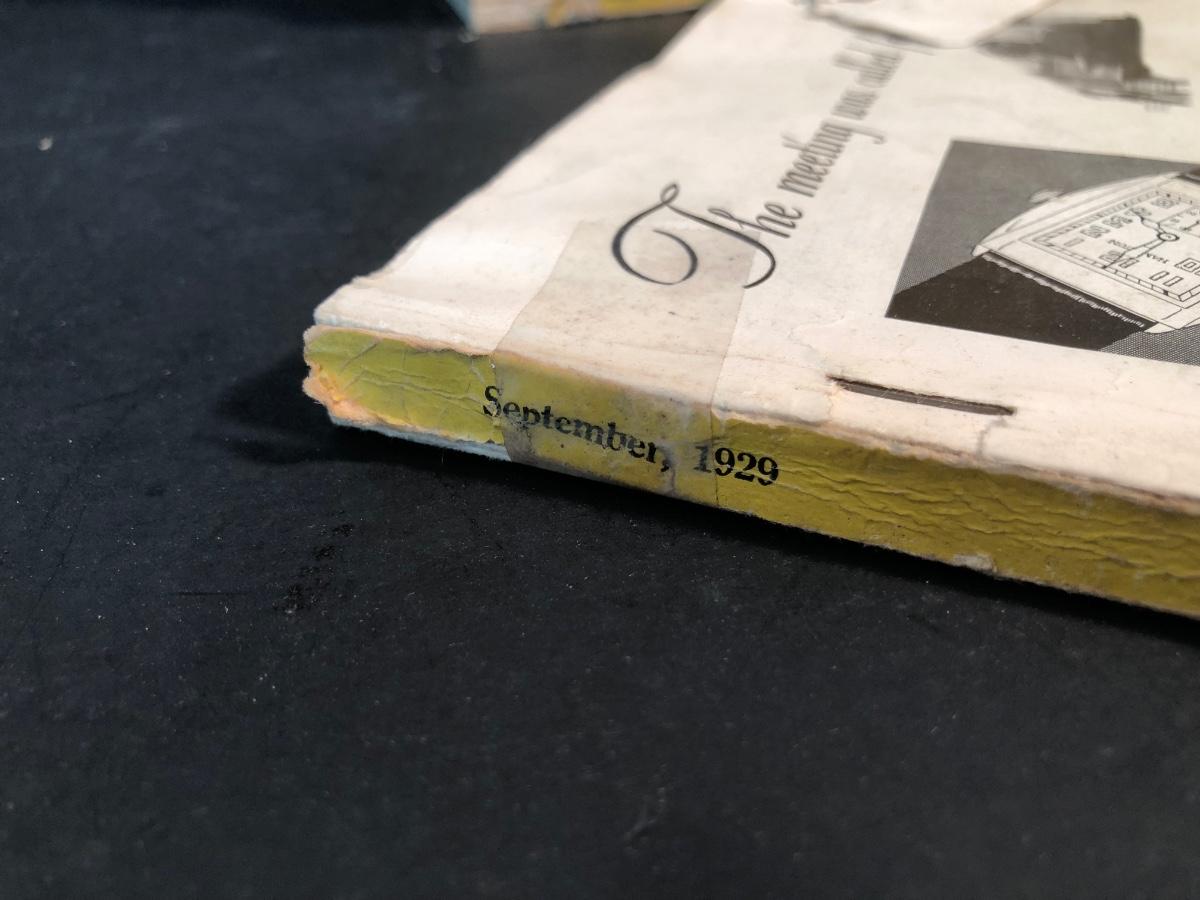 The meeting was called
September, 1929